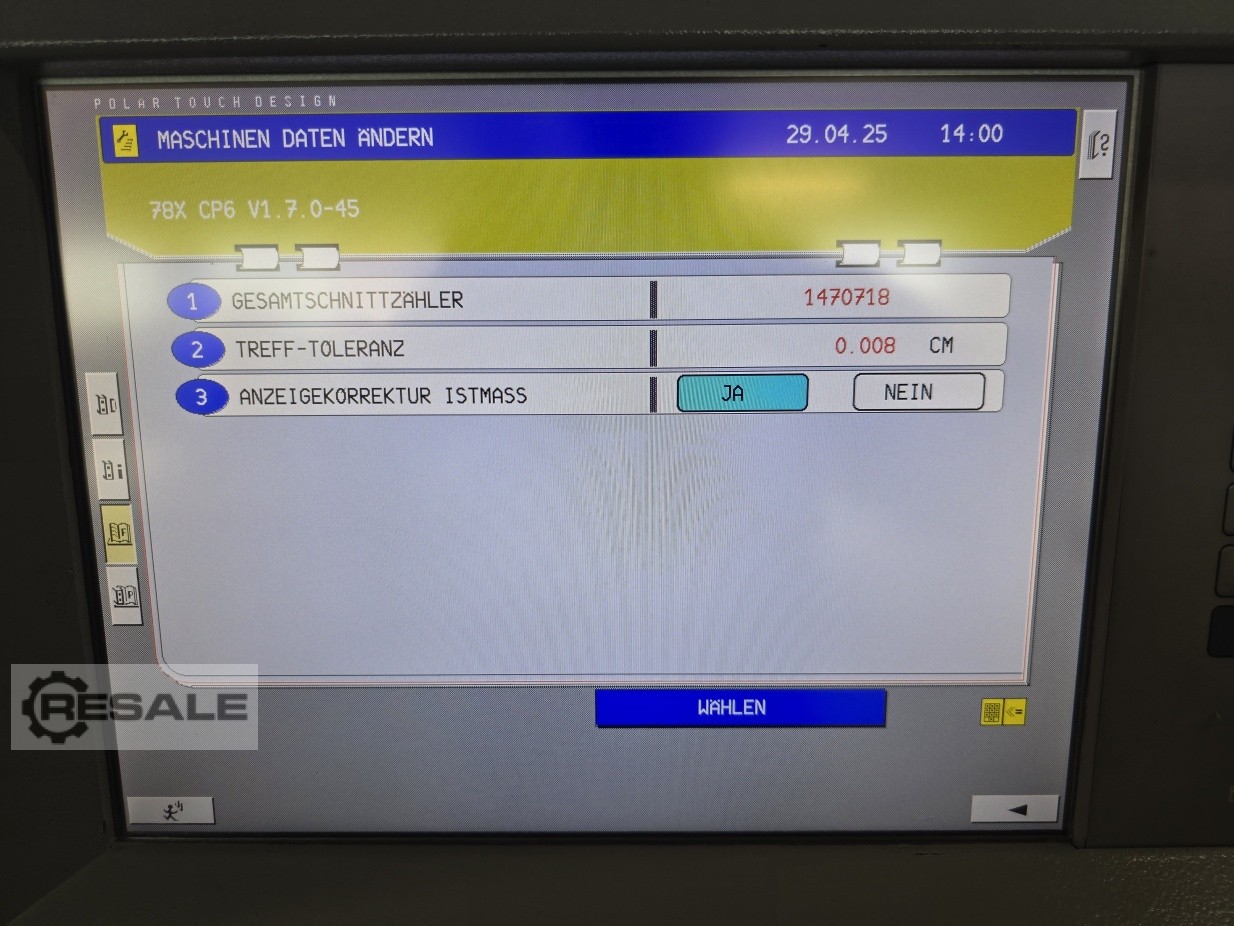 POLAR TOUCH DESIGN
MASCHINEN DATEN ÄNDERN 29.04.25 14:00
78X CP6 V1.7.0-45
1 GESAMTSCHNITTZÄHLER 1470718
2 TREFF-TOLERANZ 0.008 CM
3 ANZEIGEKORREKTUR ISTMASS JA NEIN
RESALE
WÄHLEN